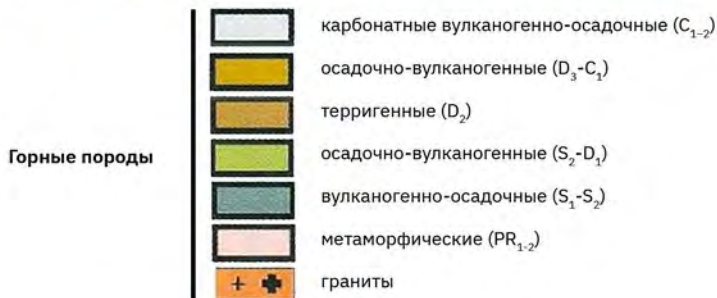 карбонатные вулканогенно-осадочные (C₁₋₂)
осадочно-вулканогенные (D₃-C₁)
терригенные (D₂)
Горные породы
осадочно-вулканогенные (S₂-D₁)
вулканогенно-осадочные (S₁-S₂)
метаморфические (PR₁₋₂)
граниты